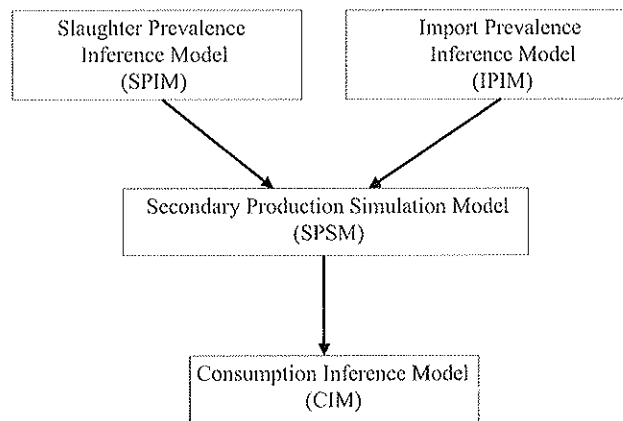 Slaughter Prevalence
Inference Model
(SPIM)
Import Prevalence
Inference Model
(IPIM)
Secondary Production Simulation Model
(SPSM)
Consumption Inference Model
(CIM)